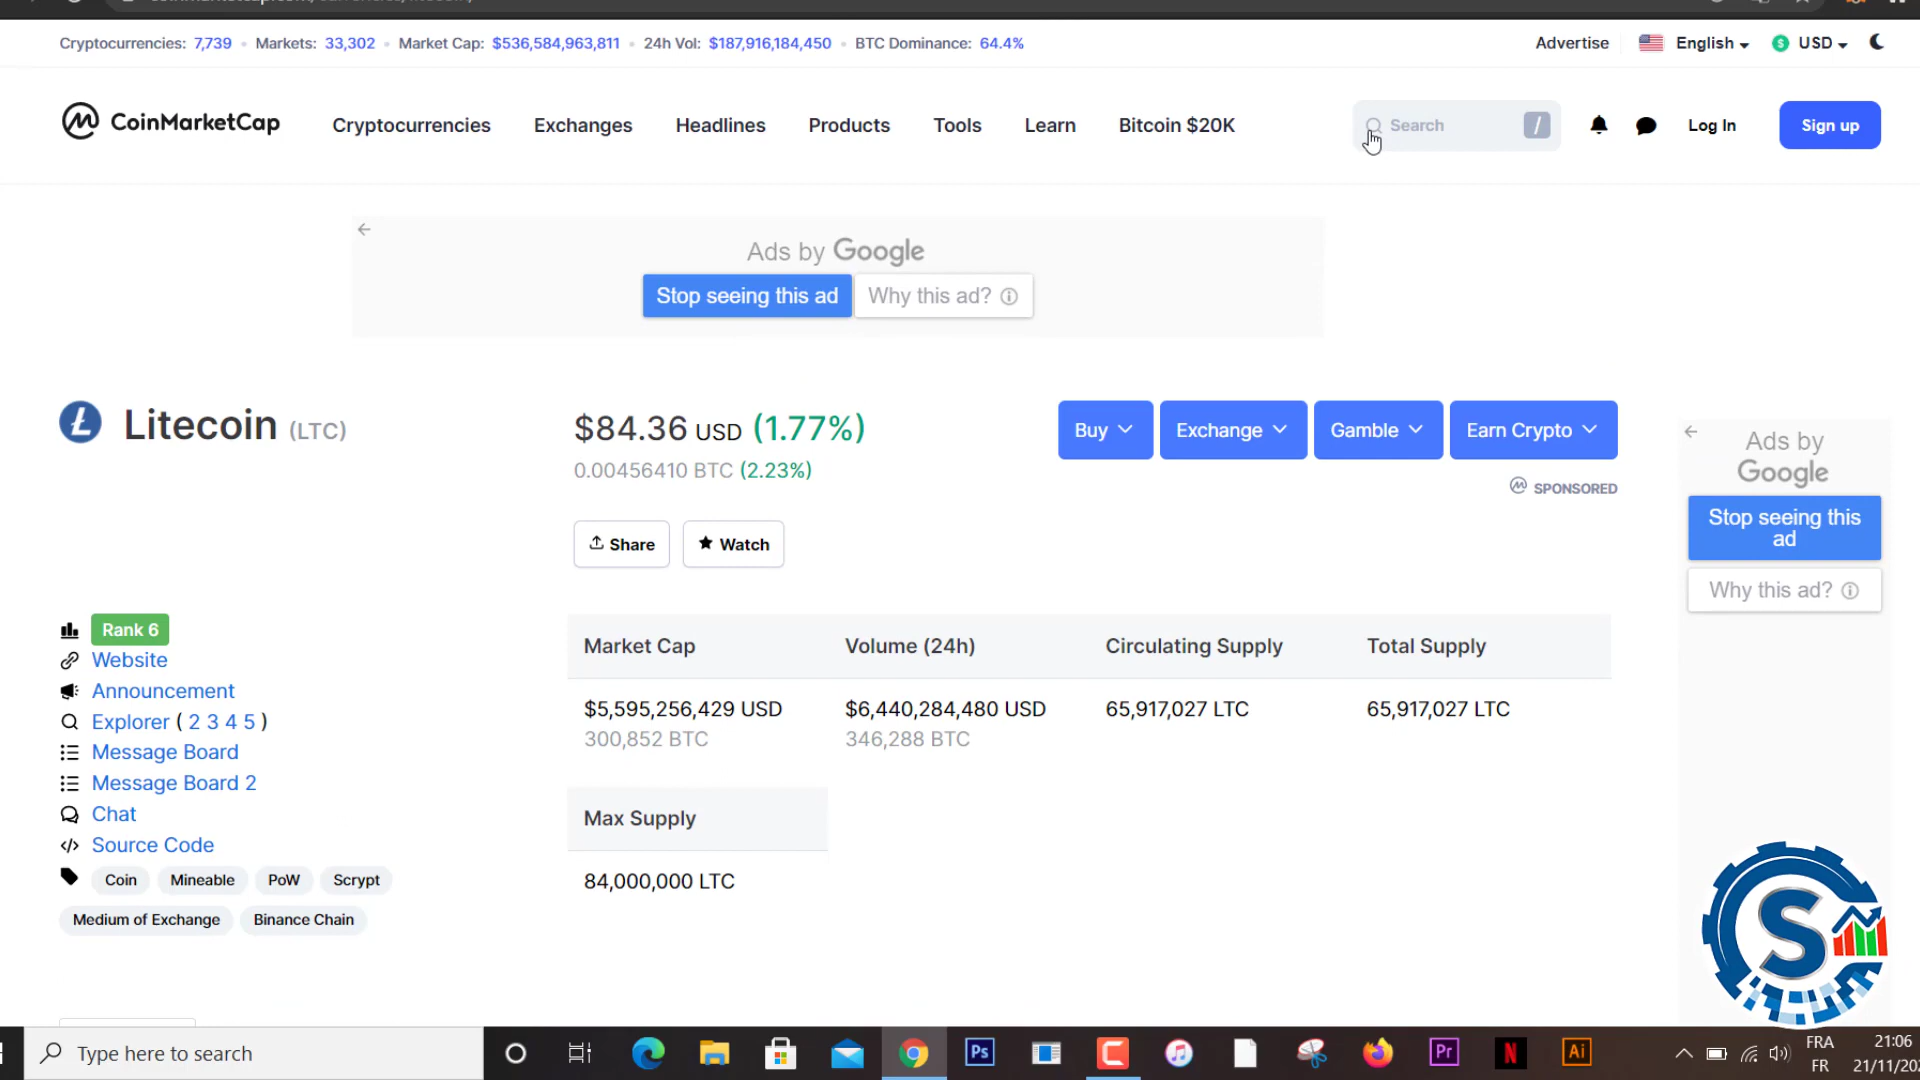 Cryptocurrencies: 7,739 • Markets: 33,302 • Market Cap: $536,584,963,811 • 24h Vol: $187,916,184,450 • BTC Dominance: 64.4%
Advertise English USD
CoinMarketCap Cryptocurrencies Exchanges Headlines Products Tools Learn Bitcoin $20K Search / Log In Sign up
Ads by Google
Stop seeing this ad Why this ad?
Litecoin (LTC)
$84.36 USD (1.77%)
0.00456410 BTC (2.23%)
Buy Exchange Gamble Earn Crypto
SPONSORED
Share Watch
Ads by
Google
Stop seeing this
ad
Why this ad?
Rank 6
Website
Announcement
Explorer ( 2 3 4 5 )
Message Board
Message Board 2
Chat
Source Code
Coin Mineable PoW Scrypt
Medium of Exchange Binance Chain
Market Cap Volume (24h) Circulating Supply Total Supply
$5,595,256,429 USD $6,440,284,480 USD 65,917,027 LTC 65,917,027 LTC
300,852 BTC 346,288 BTC
Max Supply
84,000,000 LTC
S
Type here to search
Ps Pr N Ai
FRA
FR
21:06
21/11/20